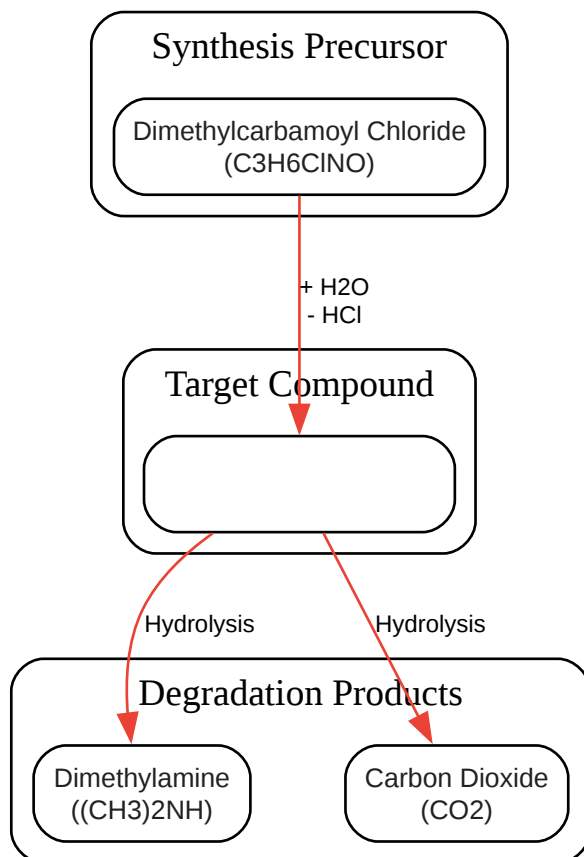 Synthesis Precursor
Dimethylcarbamoyl Chloride
(C3H6ClNO)
+ H2O
- HCl
Target Compound
Hydrolysis
Hydrolysis
Degradation Products
Dimethylamine
((CH3)2NH)
Carbon Dioxide
(CO2)